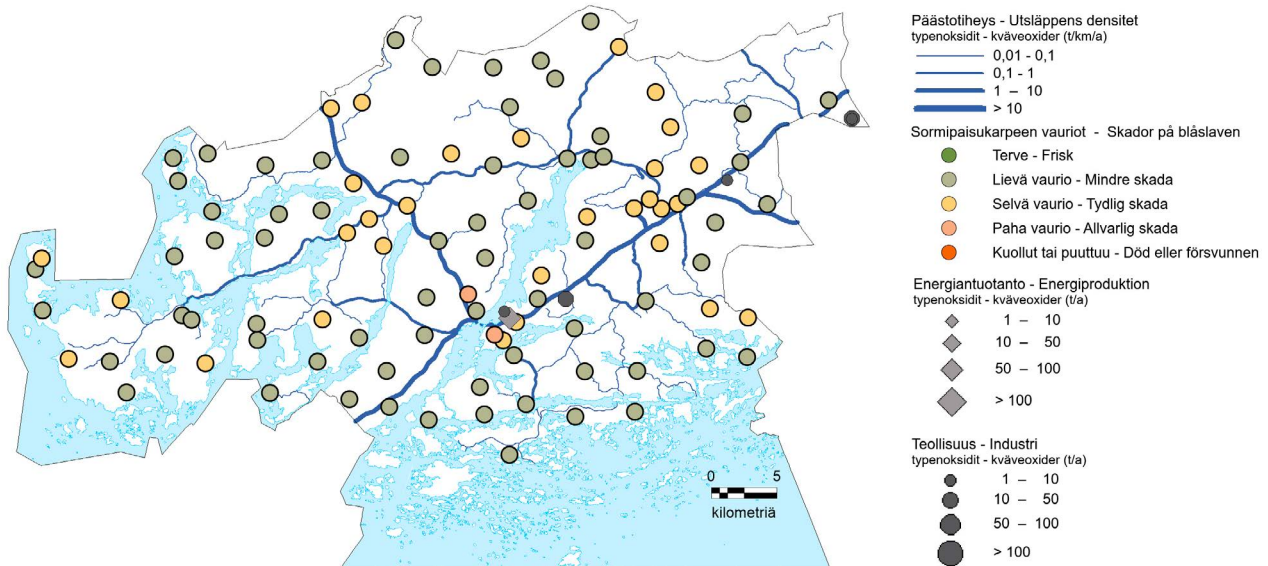 Päästotiheys - Utsläppens densitet
typenoksidit - kväveoxider (t/km/a)
0,01 - 0,1
0,1 - 1
1 – 10
> 10
Sormipaisukarpeen vauriot - Skador på blåslaven
Terve - Frisk
Lievä vaurio - Mindre skada
Selvä vaurio - Tydlig skada
Paha vaurio - Allvarlig skada
Kuollut tai puuttuu - Död eller försvunnen
Energiantuotanto - Energiproduktion
typenoksidit - kväveoxider (t/a)
1 – 10
10 – 50
50 – 100
> 100
Teollisuus - Industri
typenoksidit - kväveoxider (t/a)
1 – 10
10 – 50
50 – 100
> 100
0 5
kilometriä